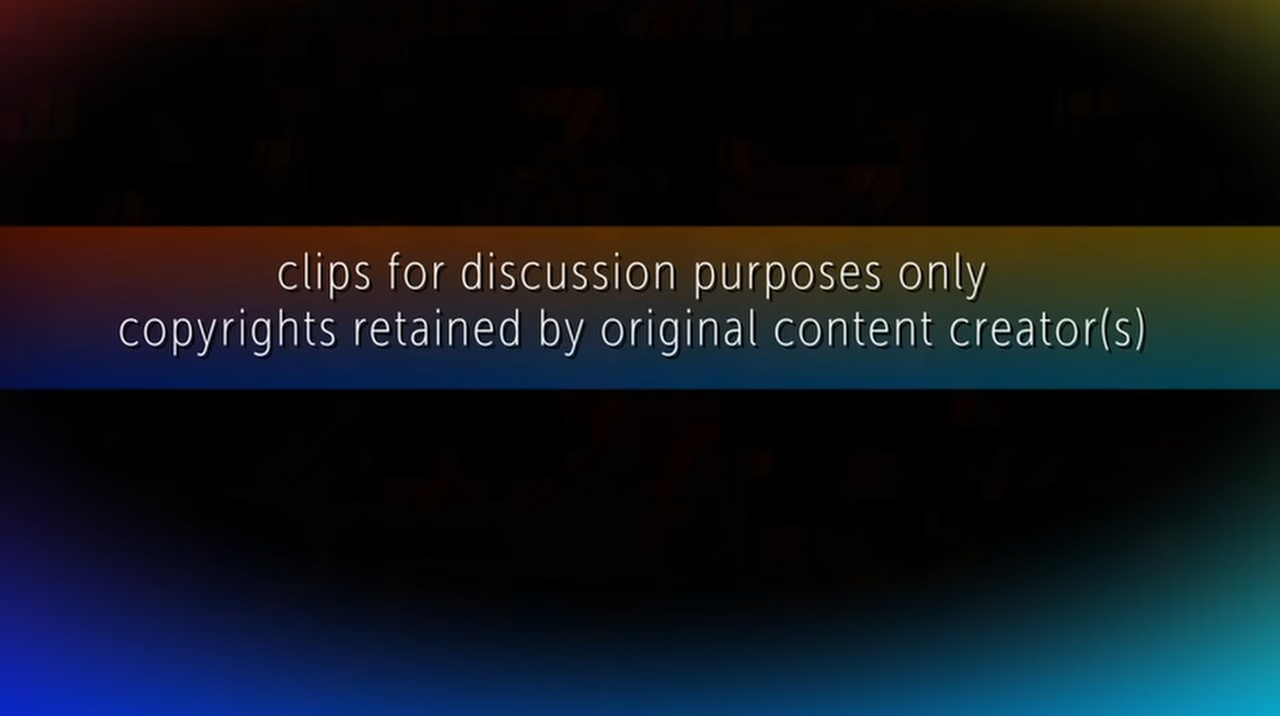 clips for discussion purposes only
copyrights retained by original content creator(s)